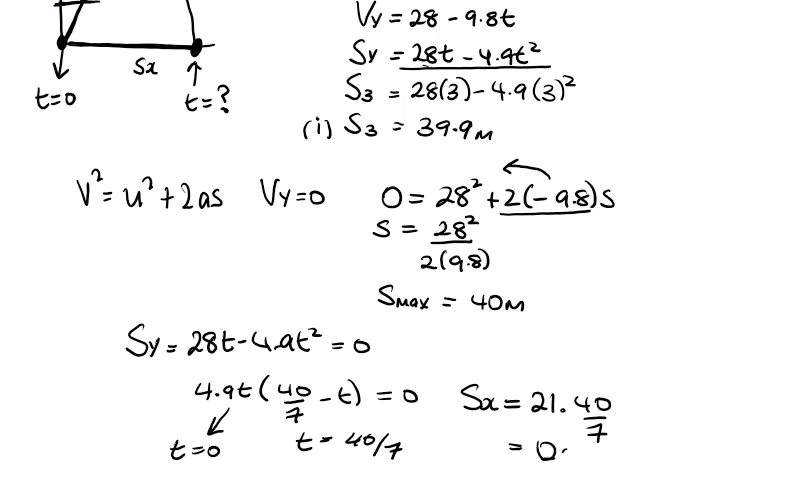 Vy = 28 - 9.8t
Sx
Sy = 28t - 4.9t²
t=0
t=?
S₃ = 28(3) - 4.9(3)²
(i) S₃ = 39.9m
V² = u² + 2as Vy=0 0 = 28² + 2(-9.8)s
s = 28²/2(9.8)
Smax = 40m
Sy = 28t - 4.9t² = 0
4.9t(40/7 - t) = 0 Sx = 21.40/7
t=0 t = 40/7 = 0.